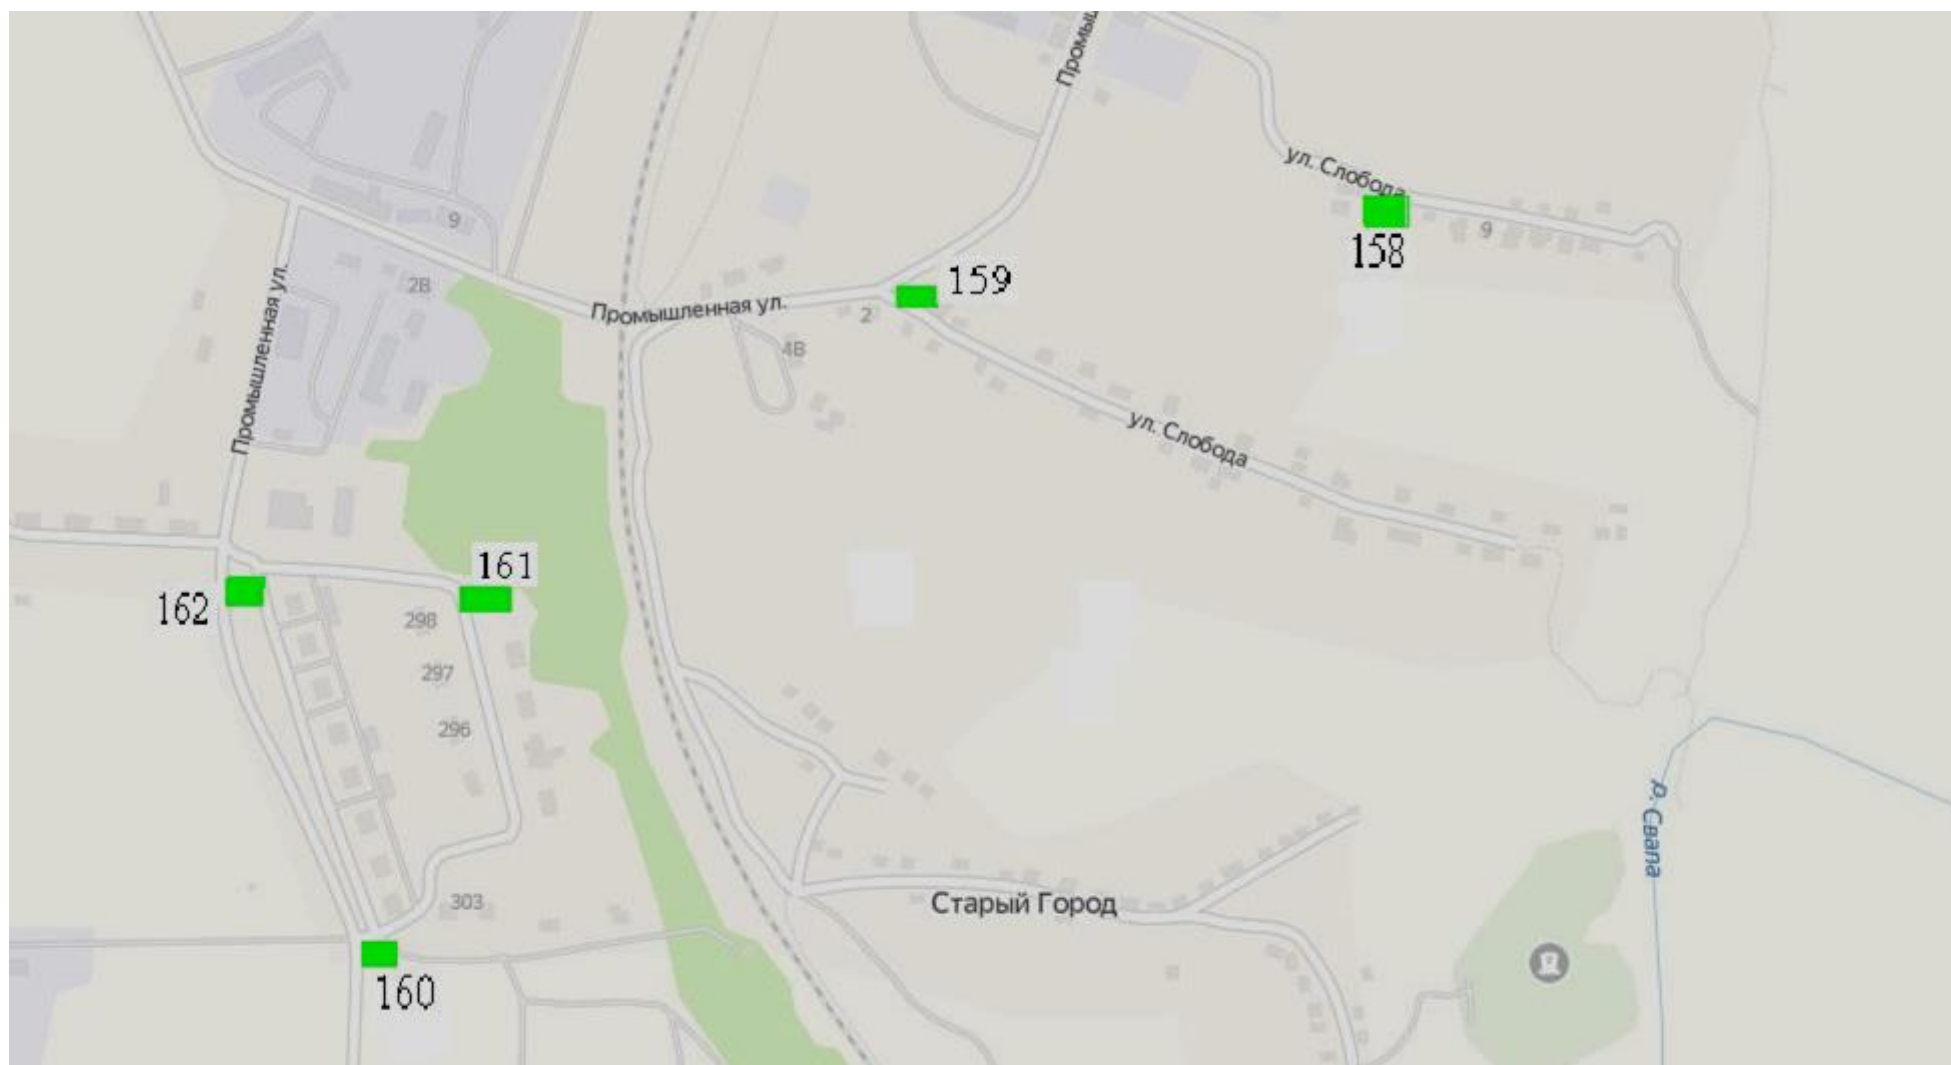 Промыш
ул. Слобода
158
9
9
2В
159
Промышленная ул.
2
4В
Промышленная ул.
ул. Слобода
161
162
298
297
296
р. Свапа
303
Старый Город
160